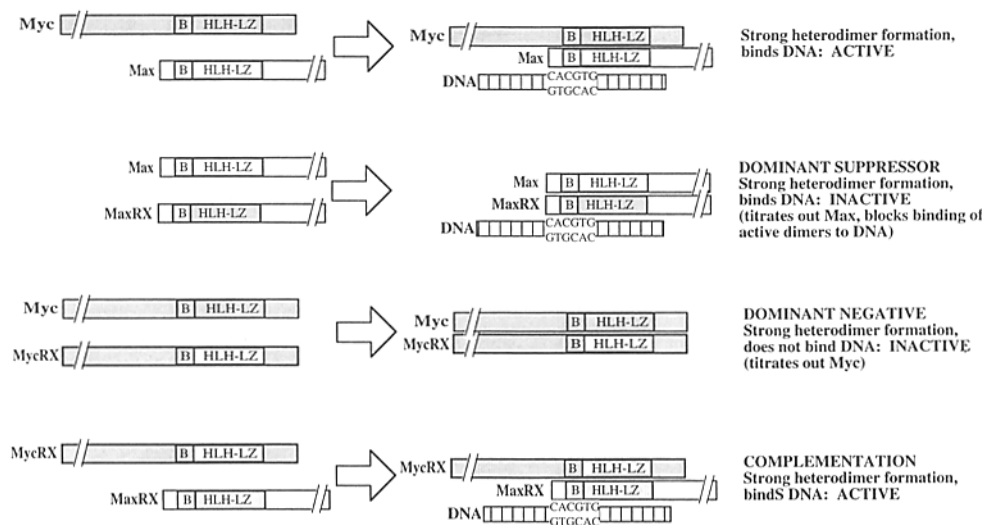 Myc B HLH-LZ
Max B HLH-LZ
Myc B HLH-LZ
Max B HLH-LZ
DNA CACGTG
GTGCAC
Strong heterodimer formation,
binds DNA: ACTIVE
Max B HLH-LZ
MaxRX B HLH-LZ
Max B HLH-LZ
MaxRX B HLH-LZ
DNA CACGTG
GTGCAC
DOMINANT SUPPRESSOR
Strong heterodimer formation,
binds DNA: INACTIVE
(titrates out Max, blocks binding of
active dimers to DNA)
Myc B HLH-LZ
MycRX B HLH-LZ
Myc B HLH-LZ
MycRX B HLH-LZ
DOMINANT NEGATIVE
Strong heterodimer formation,
does not bind DNA: INACTIVE
(titrates out Myc)
MycRX B HLH-LZ
MaxRX B HLH-LZ
MycRX B HLH-LZ
MaxRX B HLH-LZ
DNA CACGTG
GTGCAC
COMPLEMENTATION
Strong heterodimer formation,
bindS DNA: ACTIVE